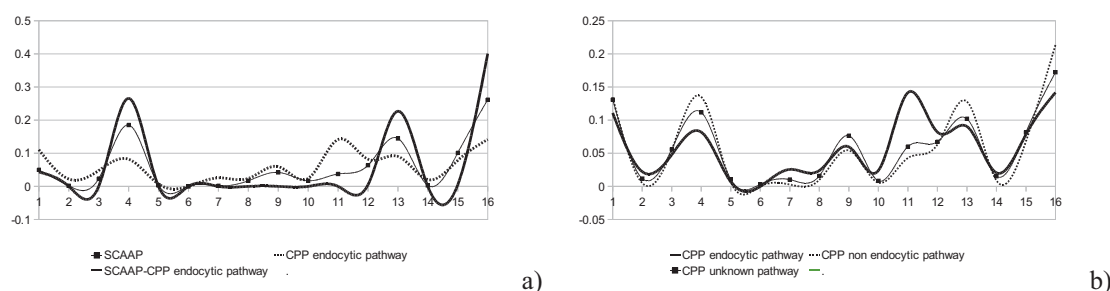 0.5
0.4
0.3
0.2
0.1
0
-0.1
1 2 3 4 5 6 7 8 9 10 11 12 13 14 15 16
SCAAP CPP endocytic pathway
SCAAP-CPP endocytic pathway .
a)
0.25
0.2
0.15
0.1
0.05
0
-0.05
1 2 3 4 5 6 7 8 9 10 11 12 13 14 15 16
CPP endocytic pathway CPP non endocytic pathway
CPP unknown pathway .
b)